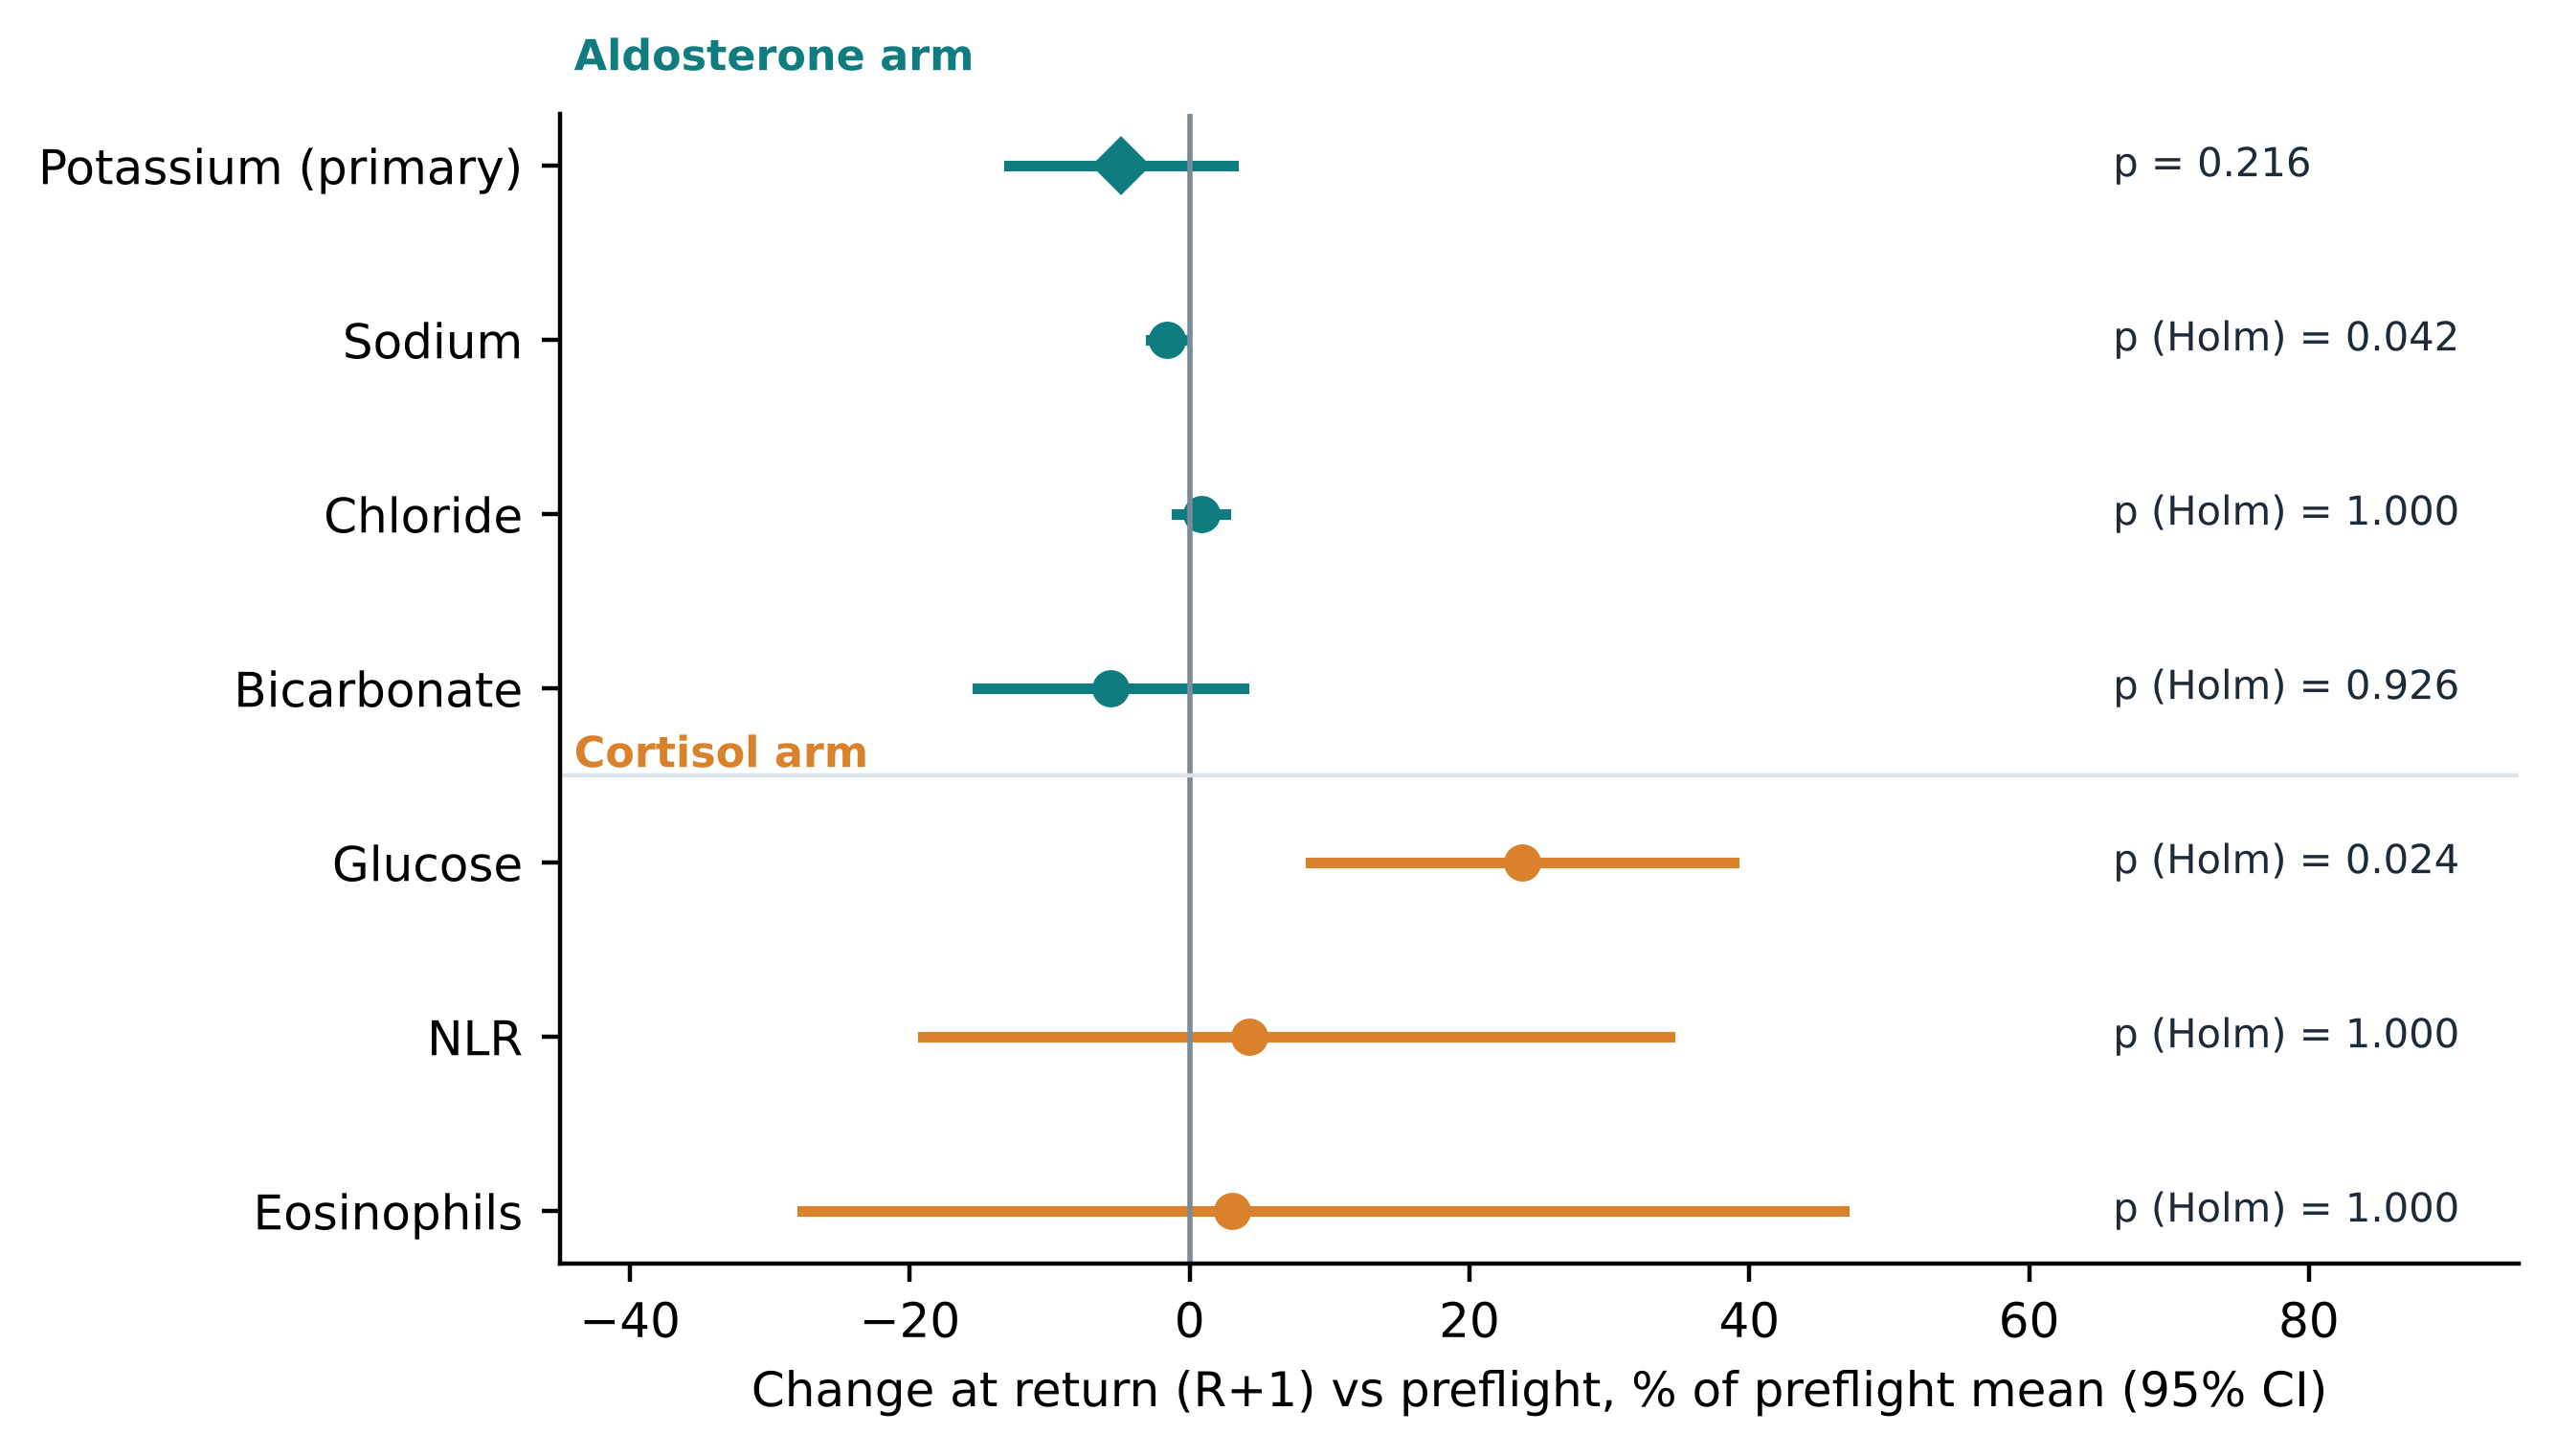 Aldosterone arm
Potassium (primary) p = 0.216
Sodium p (Holm) = 0.042
Chloride p (Holm) = 1.000
Bicarbonate p (Holm) = 0.926
Cortisol arm
Glucose p (Holm) = 0.024
NLR p (Holm) = 1.000
Eosinophils p (Holm) = 1.000
−40 −20 0 20 40 60 80
Change at return (R+1) vs preflight, % of preflight mean (95% CI)